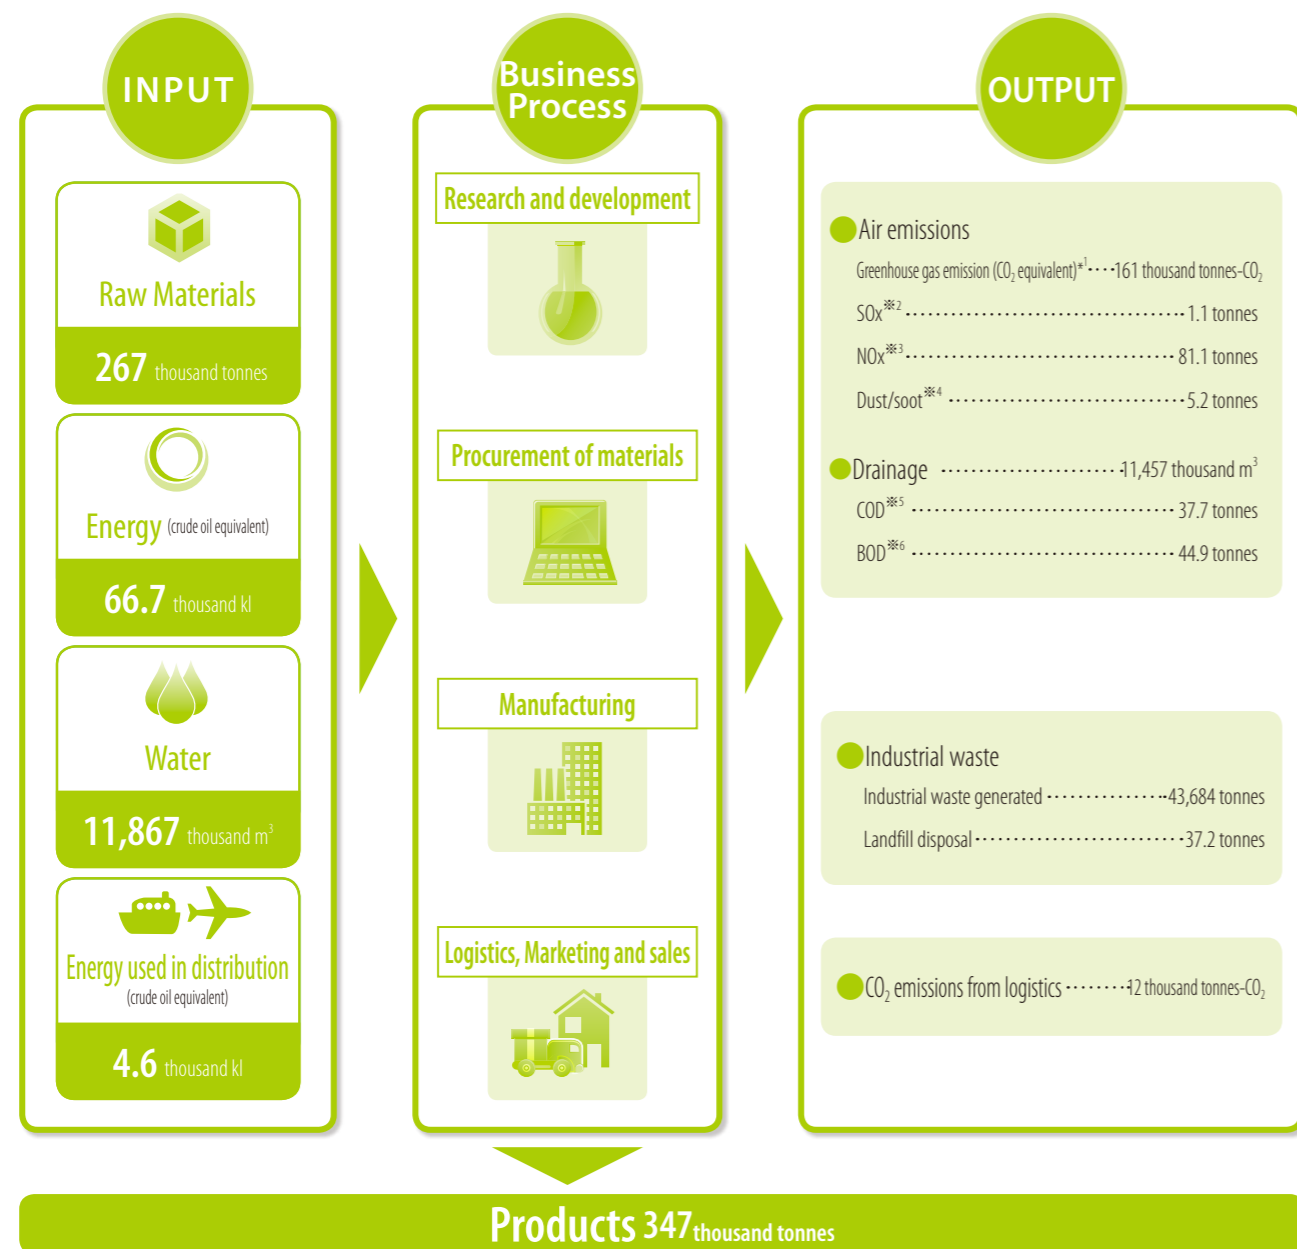 INPUT
Raw Materials
267 thousand tonnes
Energy (crude oil equivalent)
66.7 thousand kl
Water
11,867 thousand m³
Energy used in distribution
(crude oil equivalent)
4.6 thousand kl
Business
Process
Research and development
Procurement of materials
Manufacturing
Logistics, Marketing and sales
OUTPUT
Air emissions
Greenhouse gas emission (CO₂ equivalent)*¹ ････161 thousand tonnes-CO₂
SOx※2 ････････････････････ 1.1 tonnes
NOx※3 ････････････････････ 81.1 tonnes
Dust/soot※4 ････････････････････ 5.2 tonnes
Drainage ････････････････････ 11,457 thousand m³
COD※5 ････････････････････ 37.7 tonnes
BOD※6 ････････････････････ 44.9 tonnes
Industrial waste
Industrial waste generated ････････････････ 43,684 tonnes
Landfill disposal ････････････････････ 37.2 tonnes
CO₂ emissions from logistics ････････ 12 thousand tonnes-CO₂
Products 347 thousand tonnes